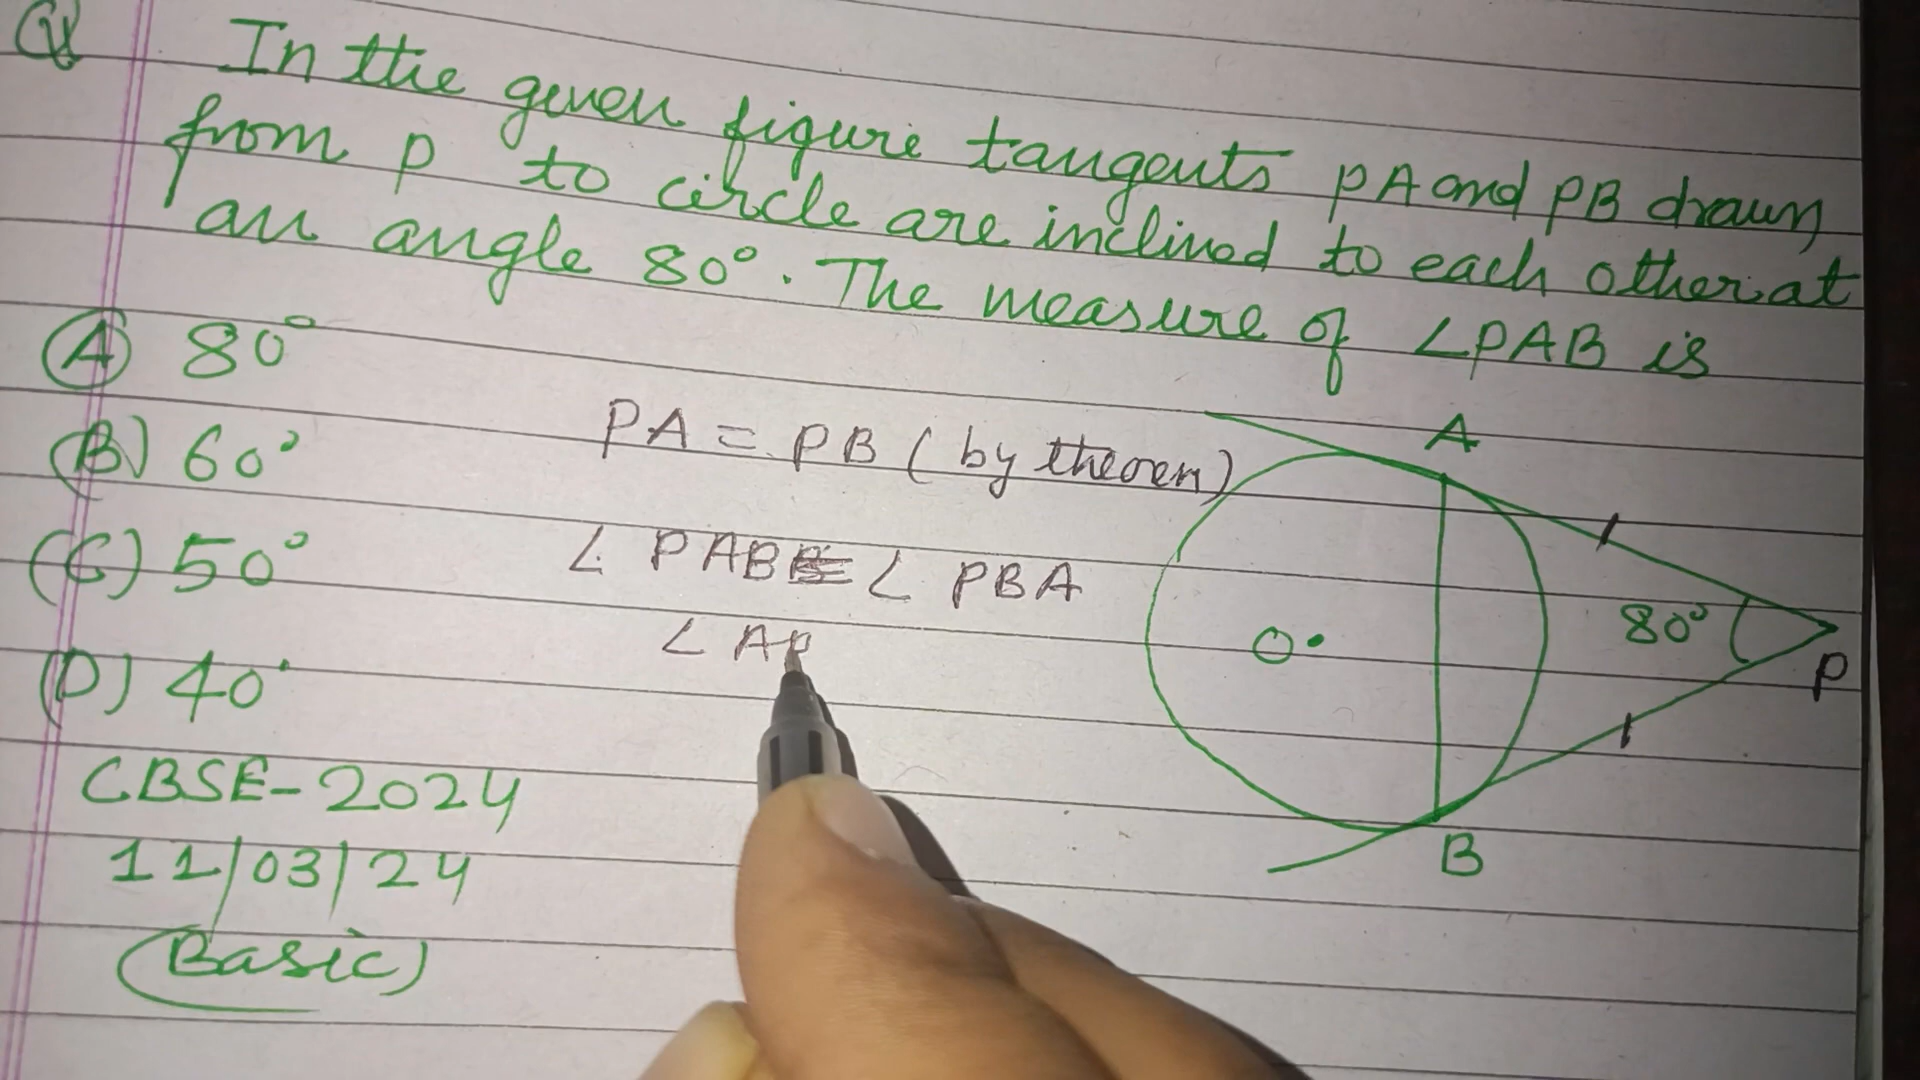 Q In the given figure tangents PA and PB drawn
from P to circle are inclined to each other at
an angle 80°. The measure of ∠PAB is
(A) 80°
(B) 60°
(C) 50°
(D) 40°
CBSE-2024
11/03/24
(Basic)
PA = PB (by theorem)
∠ PAB = ∠ PBA
∠ AP
A
80°
O
P
B